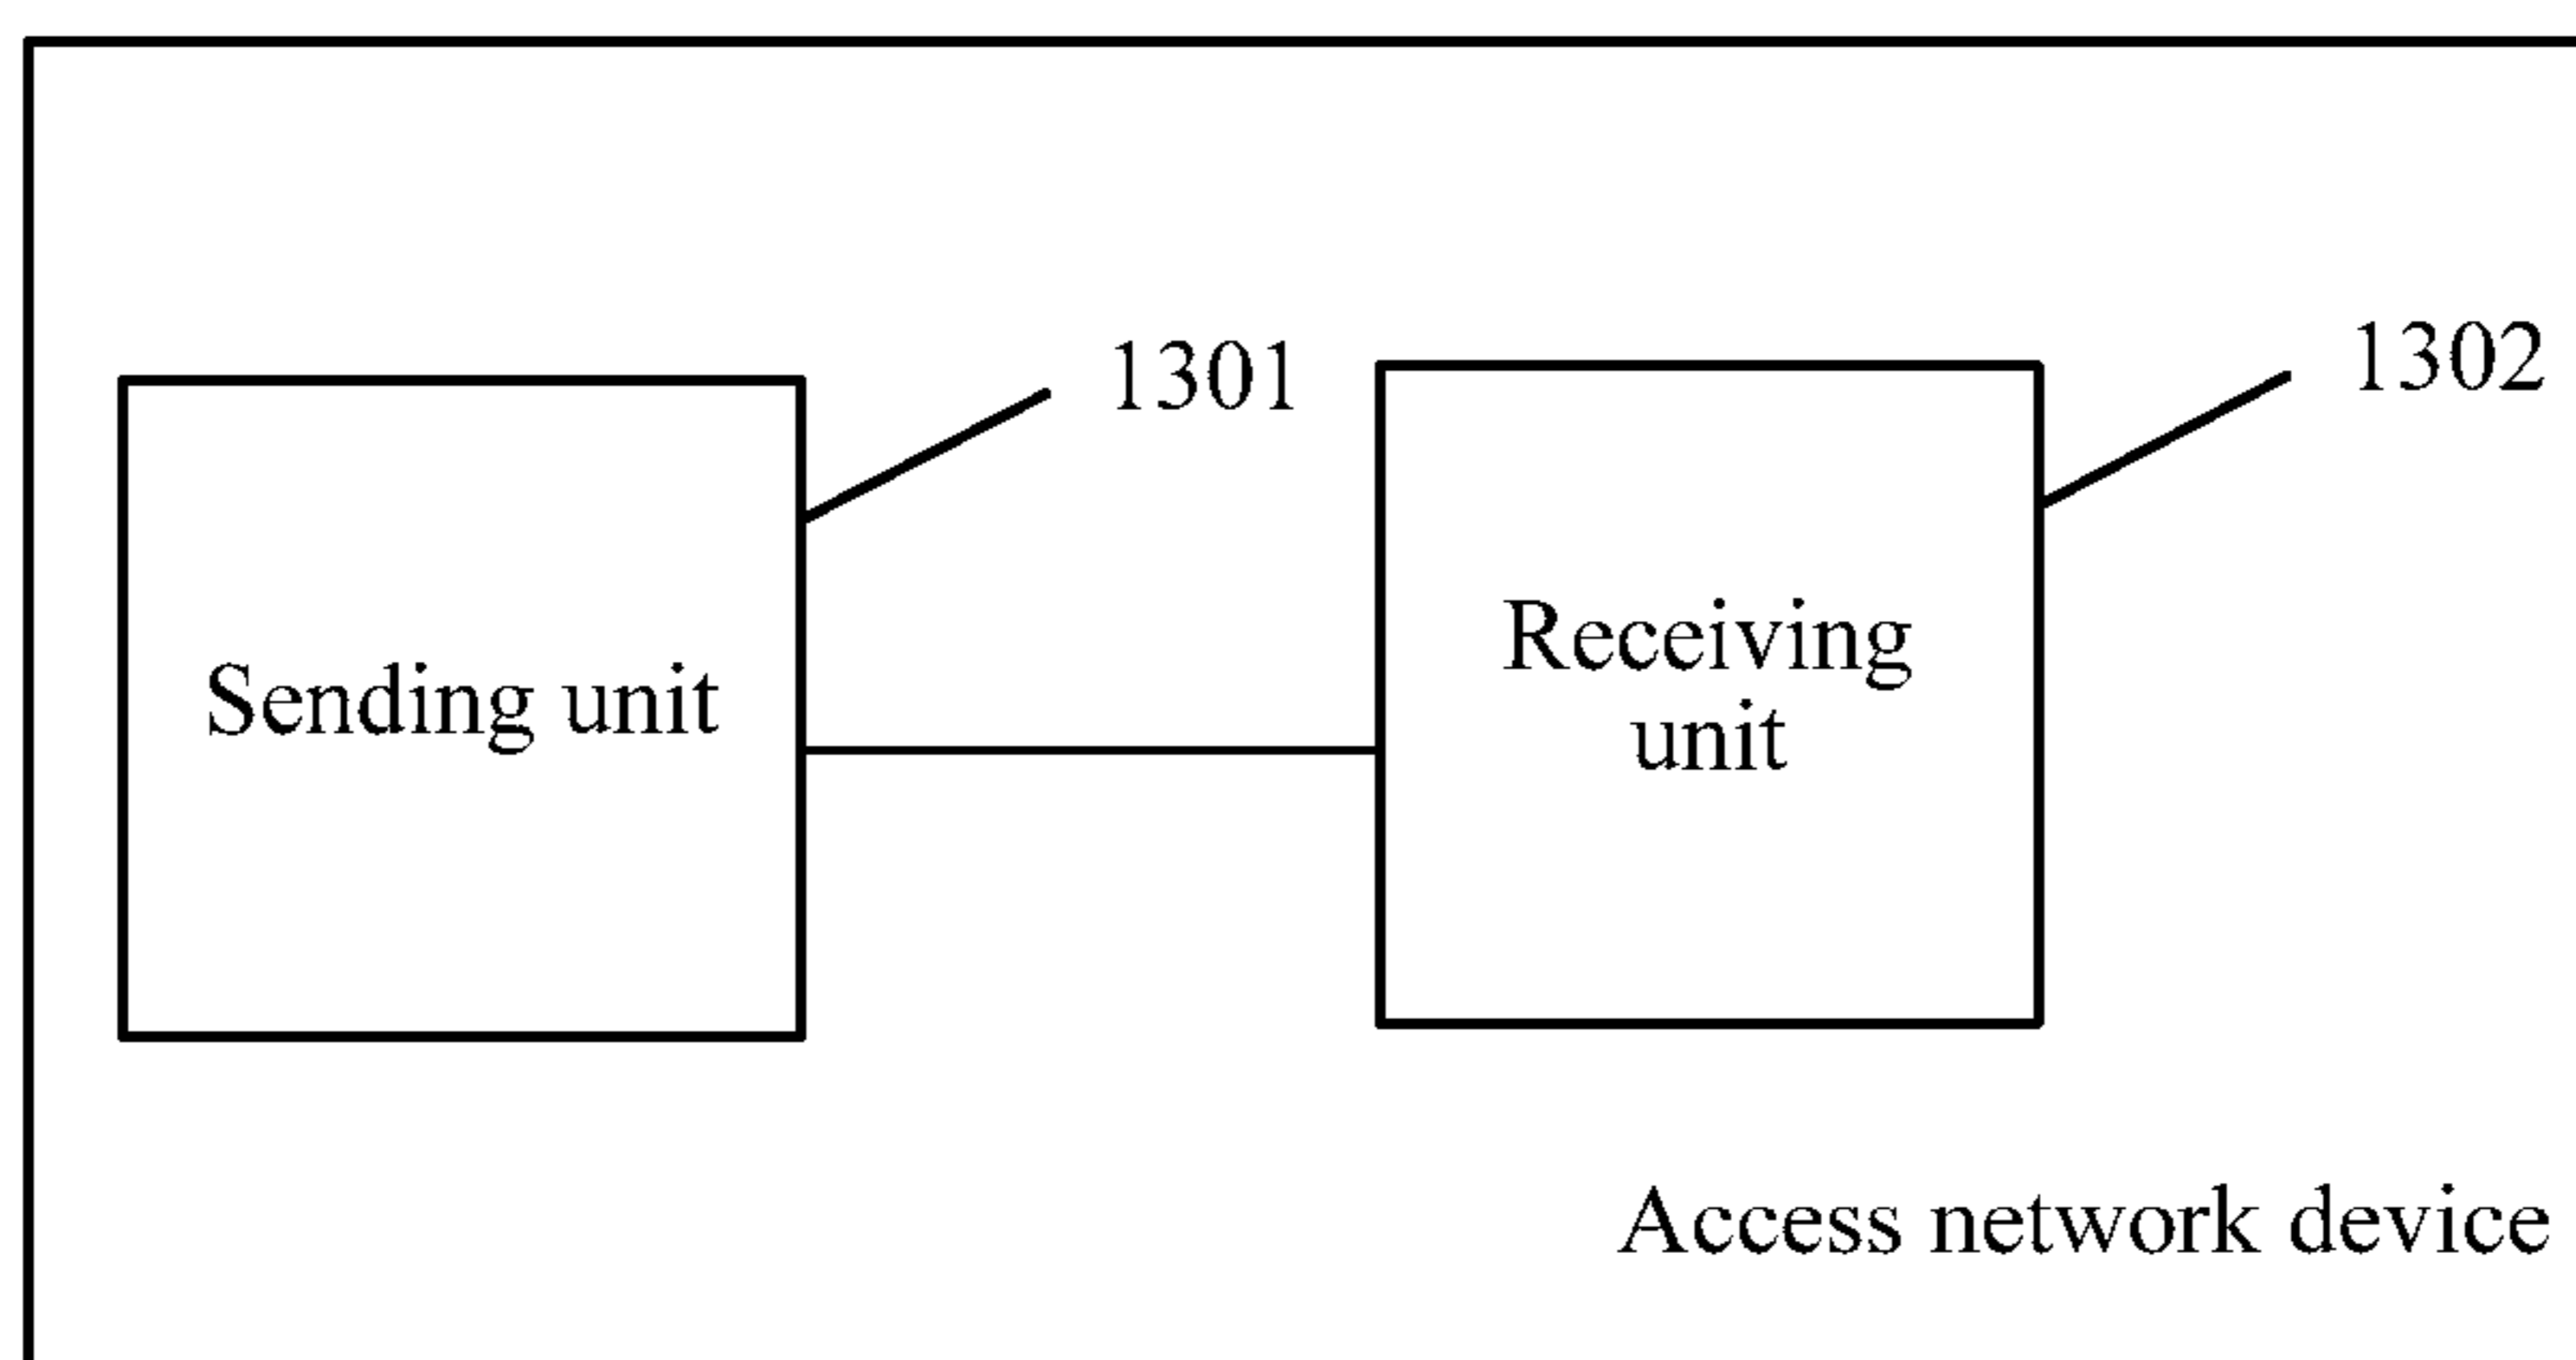 1301
1302
Sending unit
Receiving
unit
Access network device